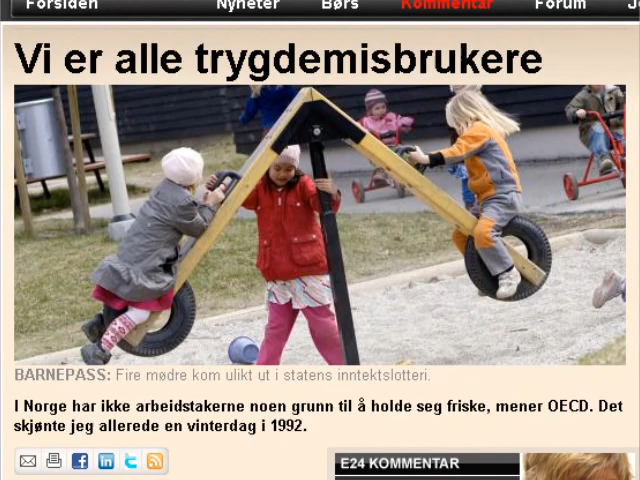 Forsiden Nyheter Børs Kommentar Forum
Vi er alle trygdemisbrukere
BARNEPASS: Fire mødre kom ulikt ut i statens inntektslotteri.
I Norge har ikke arbeidstakerne noen grunn til å holde seg friske, mener OECD. Det
skjønte jeg allerede en vinterdag i 1992.
E24 KOMMENTAR